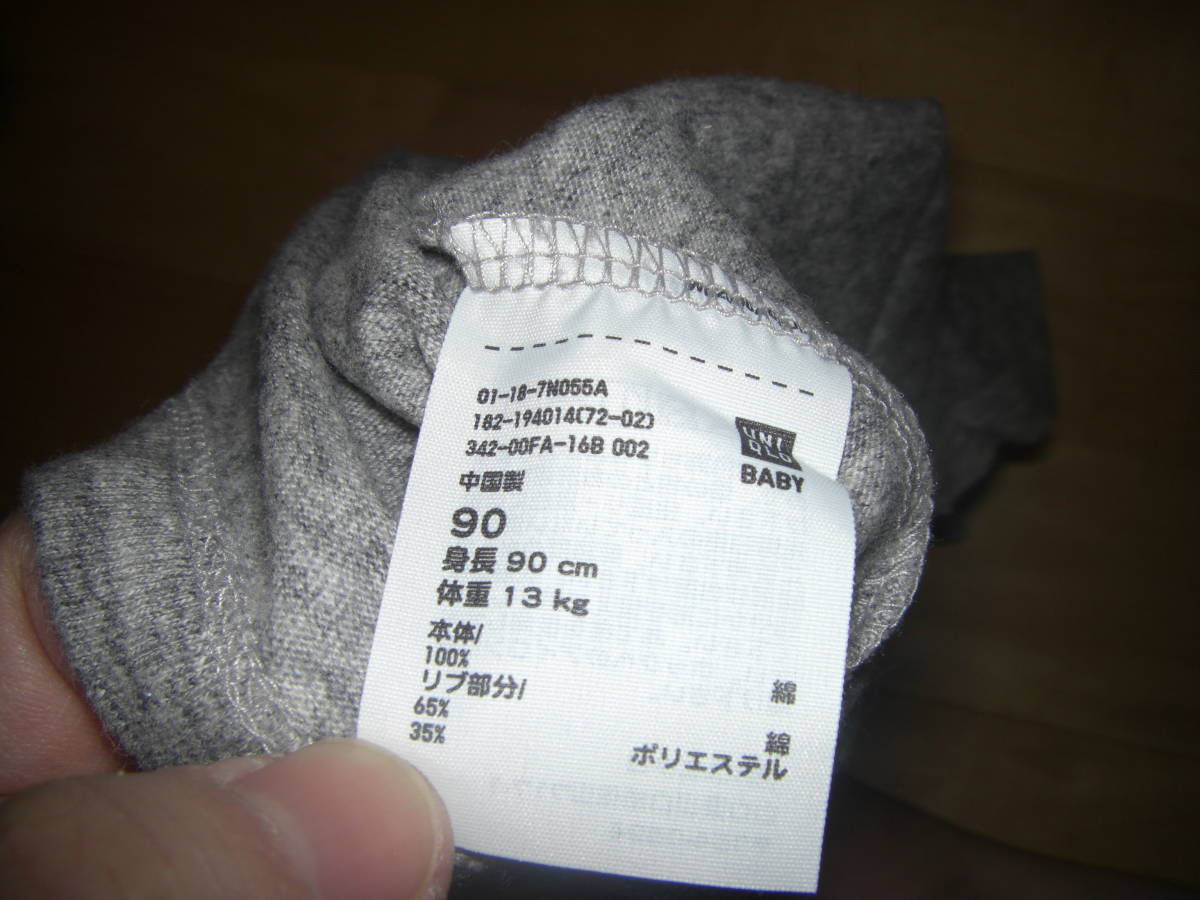 01-18-7N055A
182-194014(72-02)
342-00FA-16B 002
UNI
QLO
BABY
中国製
90
身長 90 cm
体重 13 kg
本体/
100% 綿
リブ部分/
65% 綿
35% ポリエステル